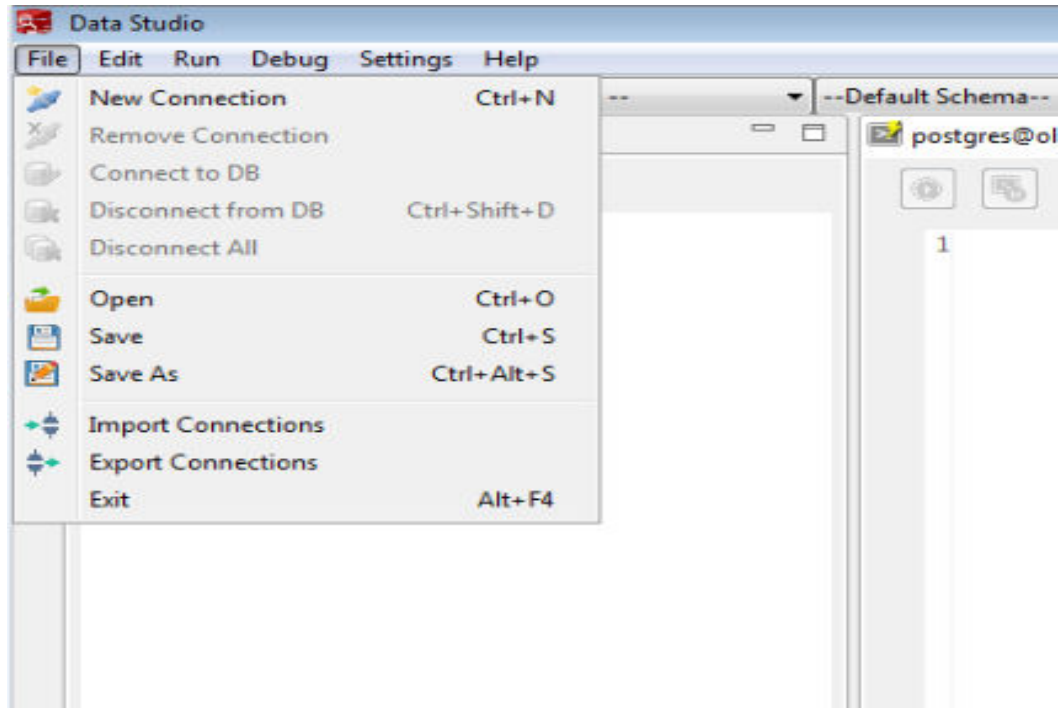 Data Studio
File Edit Run Debug Settings Help
New Connection Ctrl+N
-- --Default Schema--
Remove Connection
postgres@ol
Connect to DB
Disconnect from DB Ctrl+Shift+D
1
Disconnect All
Open Ctrl+O
Save Ctrl+S
Save As Ctrl+Alt+S
Import Connections
Export Connections
Exit Alt+F4